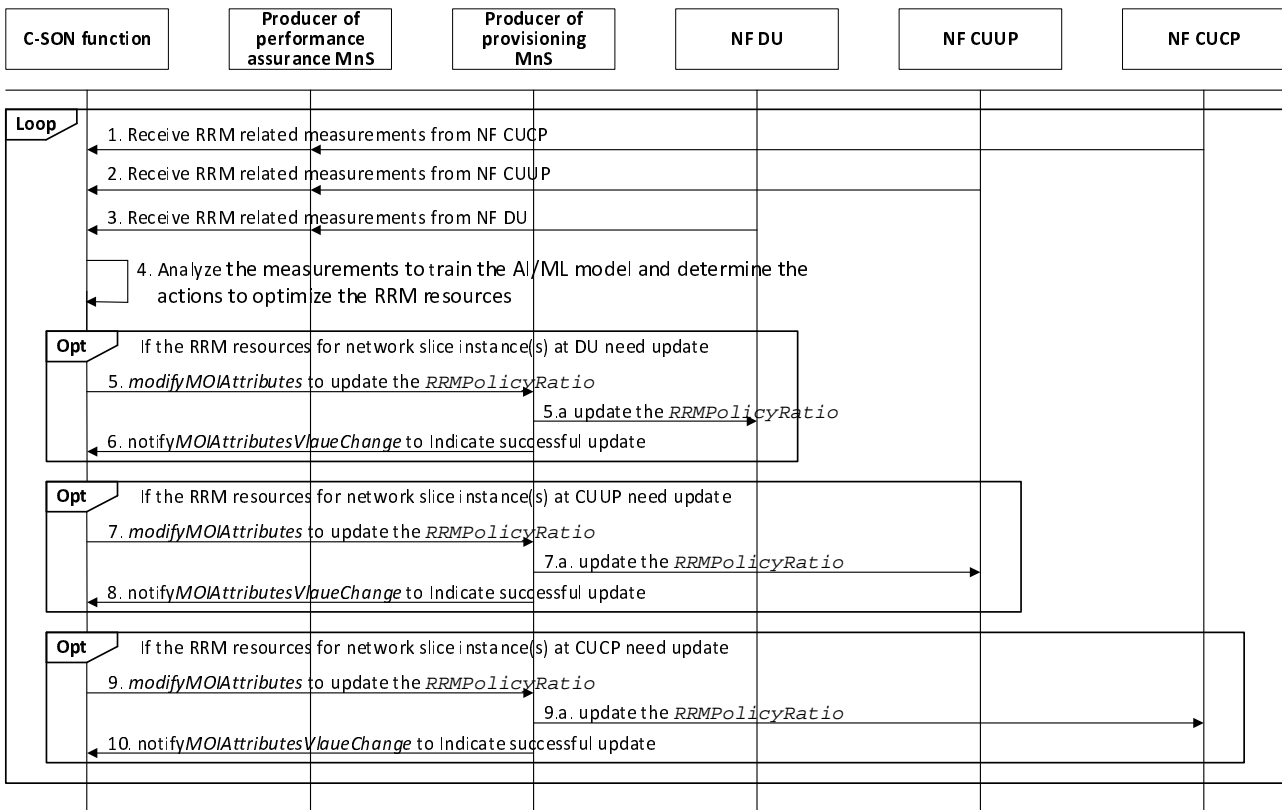 C-SON function
Producer of
performance
assurance MnS
Producer of
provisioning
MnS
NF DU
NF CUUP
NF CUCP
Loop
1. Receive RRM related measurements from NF CUCP
2. Receive RRM related measurements from NF CUUP
3. Receive RRM related measurements from NF DU
4. Analyze the measurements to train the AI/ML model and determine the
actions to optimize the RRM resources
Opt
If the RRM resources for network slice instance(s) at DU need update
5. modifyMOIAttributes to update the RRMPolicyRatio
5.a update the RRMPolicyRatio
6. notifyMOIAttributesVlaueChange to Indicate successful update
Opt
If the RRM resources for network slice instance(s) at CUUP need update
7. modifyMOIAttributes to update the RRMPolicyRatio
7.a. update the RRMPolicyRatio
8. notifyMOIAttributesVlaueChange to Indicate successful update
Opt
If the RRM resources for network slice instance(s) at CUCP need update
9. modifyMOIAttributes to update the RRMPolicyRatio
9.a. update the RRMPolicyRatio
10. notifyMOIAttributesVlaueChange to Indicate successful update